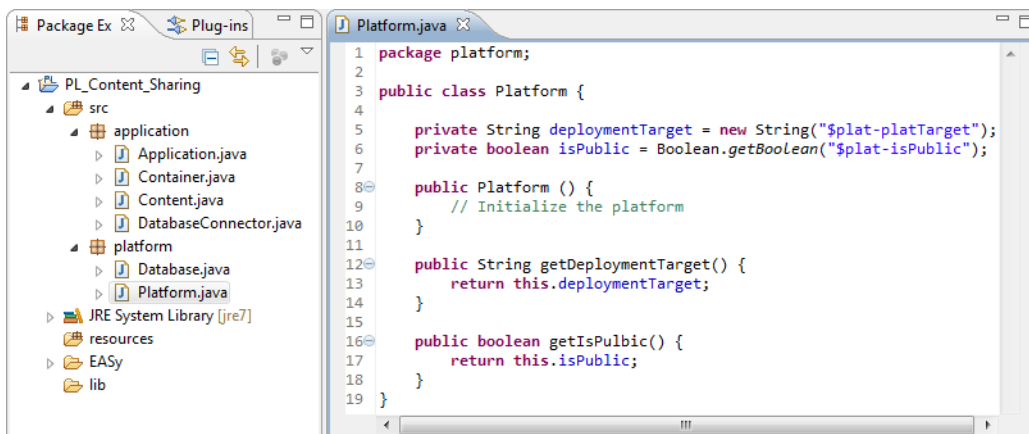 Package Ex
Plug-ins
PL_Content_Sharing
src
application
Application.java
Container.java
Content.java
DatabaseConnector.java
platform
Database.java
Platform.java
JRE System Library [jre7]
resources
EASy
lib
Platform.java
1 package platform;
2
3 public class Platform {
4
5 private String deploymentTarget = new String("$plat-platTarget");
6 private boolean isPublic = Boolean.getBoolean("$plat-isPublic");
7
8 public Platform () {
9 // Initialize the platform
10 }
11
12 public String getDeploymentTarget() {
13 return this.deploymentTarget;
14 }
15
16 public boolean getIsPulbic() {
17 return this.isPublic;
18 }
19 }